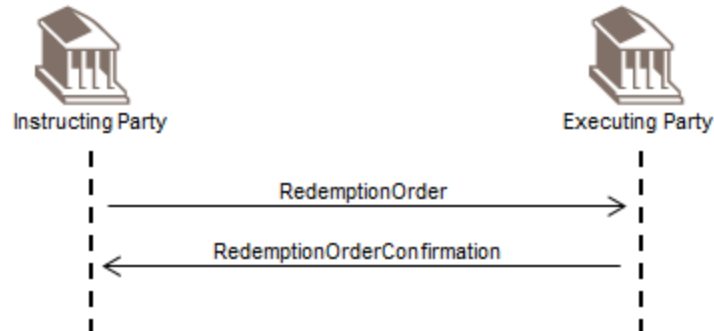 Instructing Party
Executing Party
RedemptionOrder
RedemptionOrderConfirmation